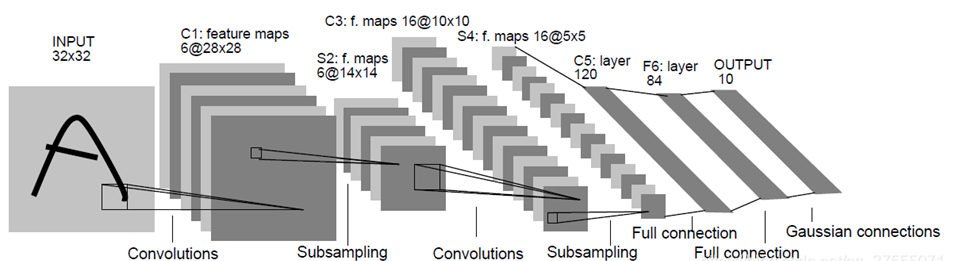 INPUT
32x32
C1: feature maps
6@28x28
S2: f. maps
6@14x14
C3: f. maps 16@10x10
S4: f. maps 16@5x5
C5: layer
120
F6: layer
84
OUTPUT
10
A
Convolutions
Subsampling
Convolutions
Subsampling
Full connection
Full connection
Gaussian connections